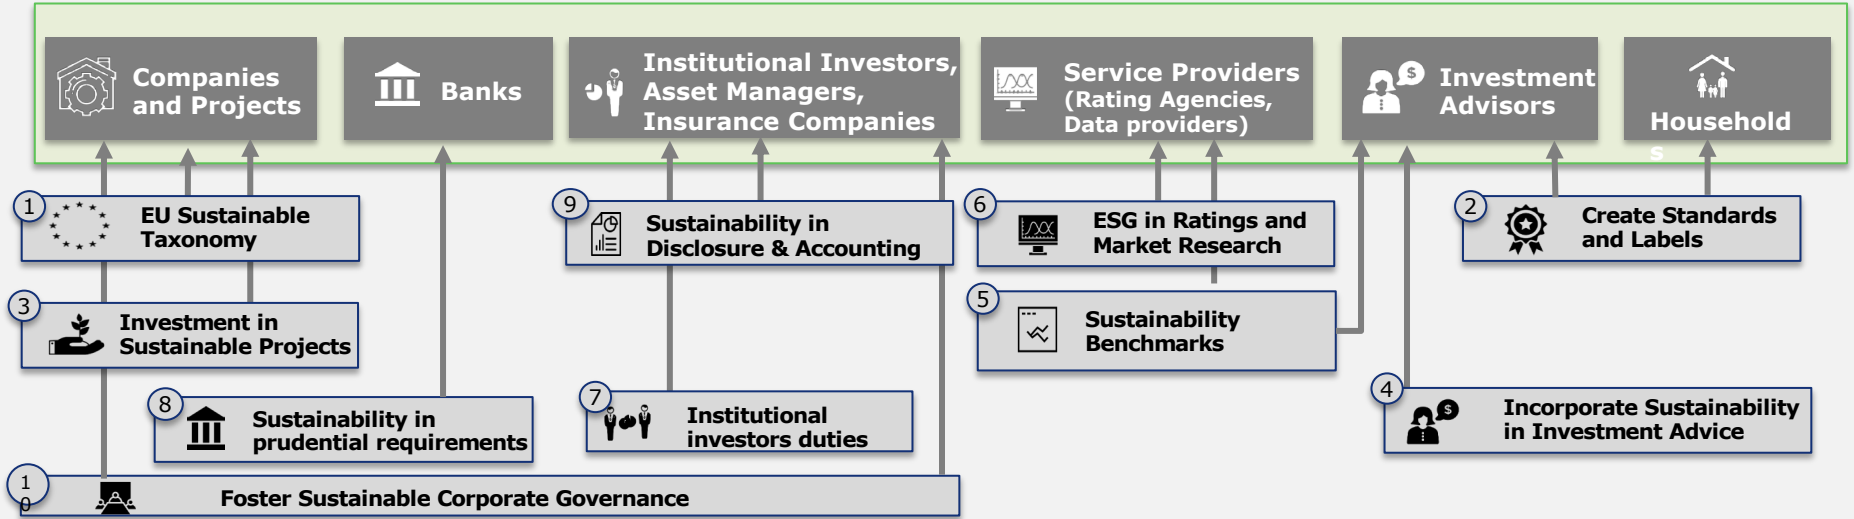 Companies
and Projects
Banks
Institutional Investors,
Asset Managers,
Insurance Companies
Service Providers
(Rating Agencies,
Data providers)
$
Investment
Advisors
Household
s
1
EU Sustainable
Taxonomy
9
Sustainability in
Disclosure & Accounting
6
ESG in Ratings and
Market Research
2
Create Standards
and Labels
3
Investment in
Sustainable Projects
5
Sustainability
Benchmarks
8
Sustainability in
prudential requirements
7
Institutional
investors duties
4
$
Incorporate Sustainability
in Investment Advice
1
0
Foster Sustainable Corporate Governance